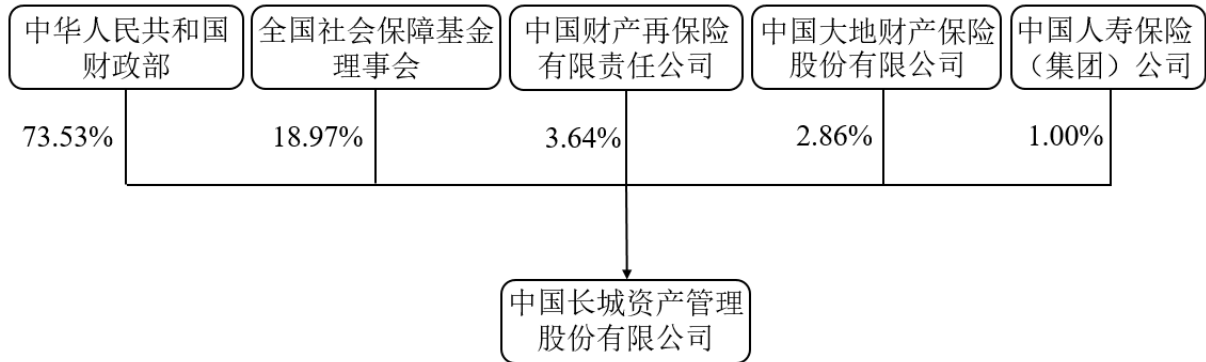 中华人民共和国
财政部
全国社会保障基金
理事会
中国财产再保险
有限责任公司
中国大地财产保险
股份有限公司
中国人寿保险
（集团）公司
73.53%
18.97%
3.64%
2.86%
1.00%
中国长城资产管理
股份有限公司